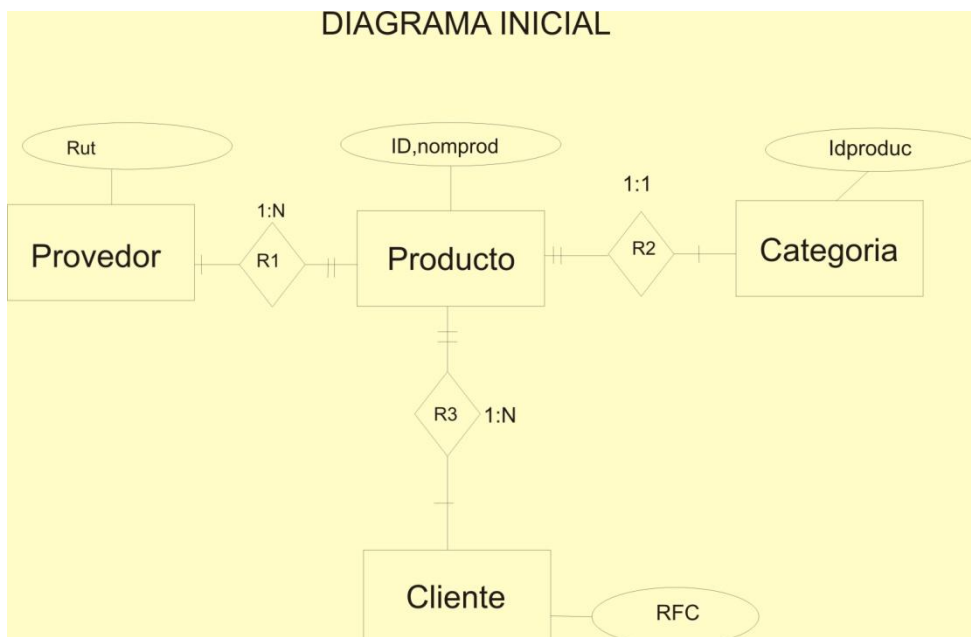 DIAGRAMA INICIAL
Rut
ID,nomprod
Idproduc
1:N
1:1
Provedor
R1
Producto
R2
Categoria
R3
1:N
Cliente
RFC